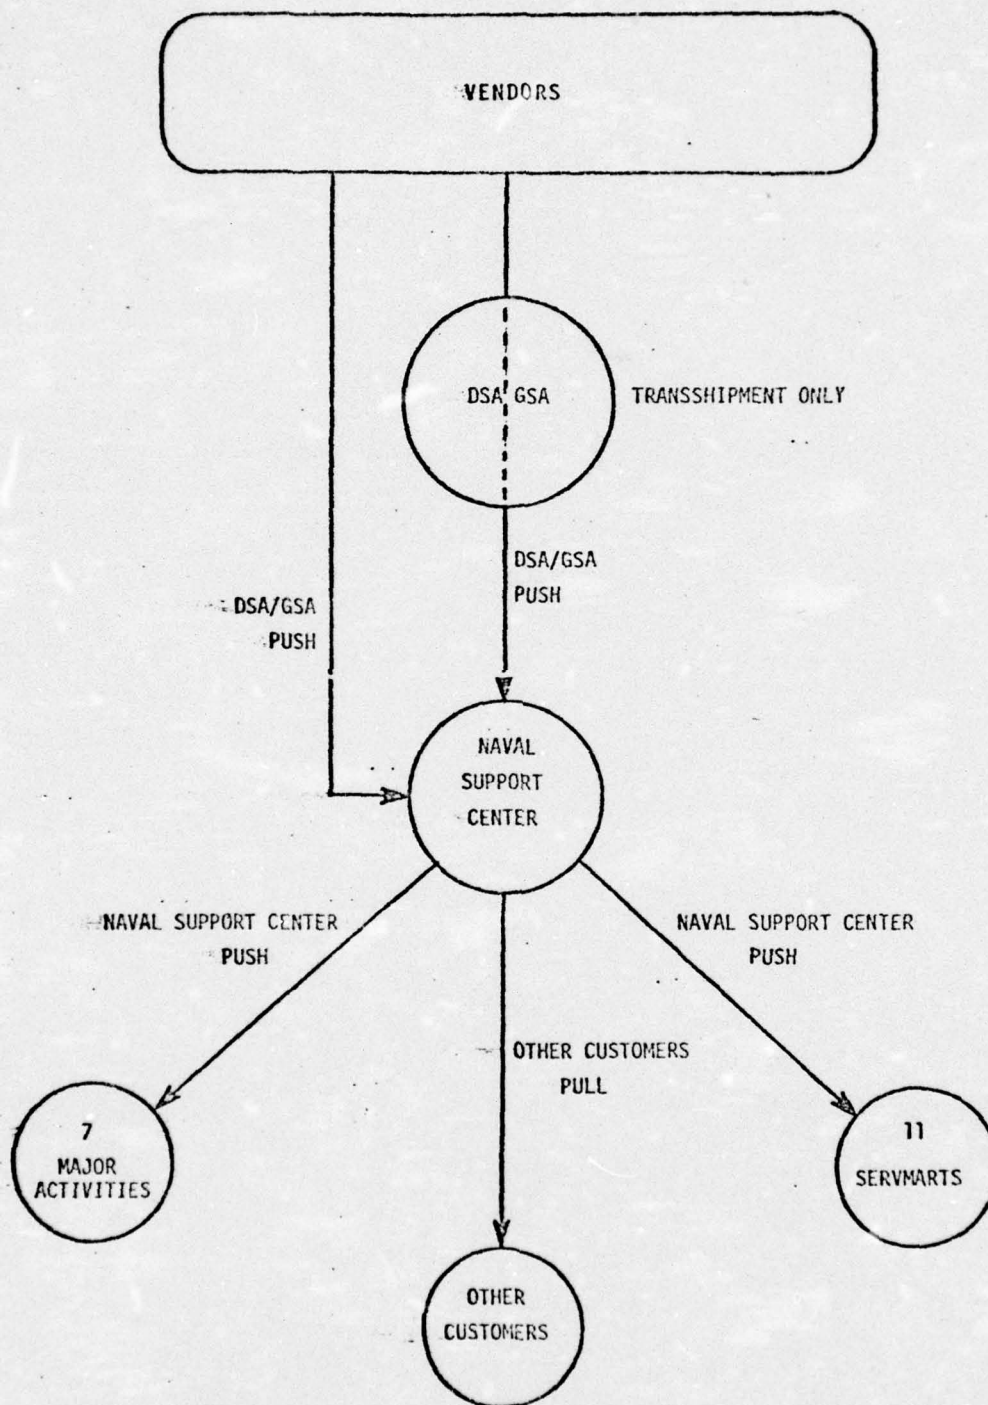 VENDORS
DSA GSA
TRANSSHIPMENT ONLY
DSA/GSA
PUSH
DSA/GSA
PUSH
NAVAL
SUPPORT
CENTER
NAVAL SUPPORT CENTER
PUSH
NAVAL SUPPORT CENTER
PUSH
OTHER CUSTOMERS
PULL
7
MAJOR
ACTIVITIES
11
SERVMARTS
OTHER
CUSTOMERS